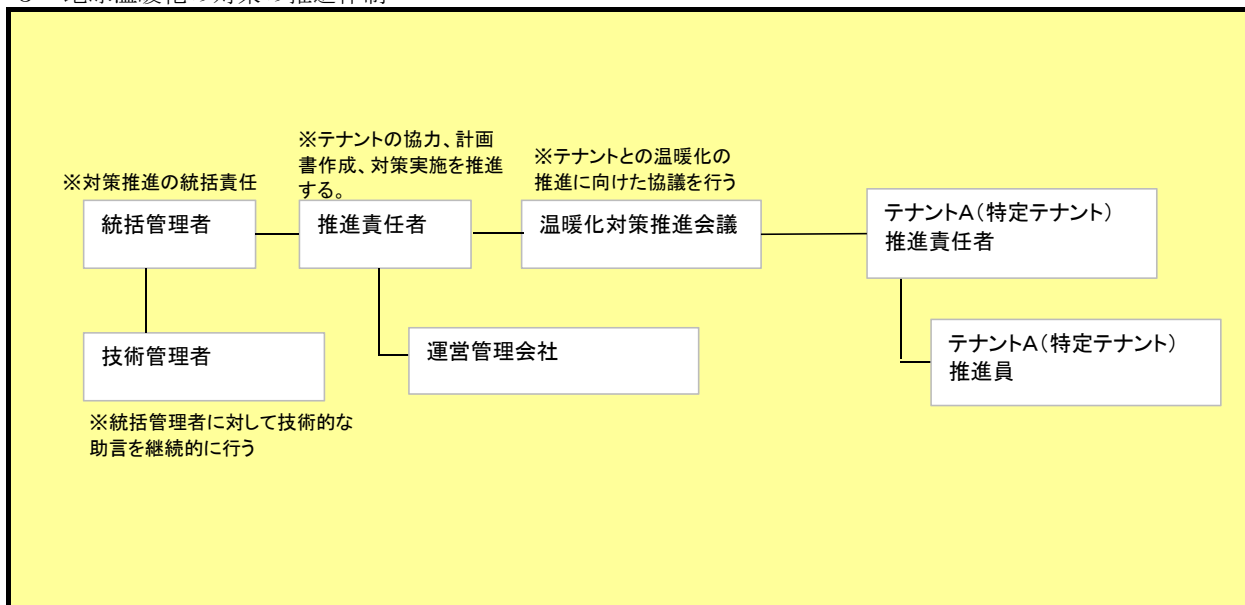 ※対策推進の統括責任
統括管理者
※テナントの協力、計画
書作成、対策実施を推進
する。
推進責任者
※テナントとの温暖化の
推進に向けた協議を行う
温暖化対策推進会議
テナントA(特定テナント)
推進責任者
技術管理者
※統括管理者に対して技術的な
助言を継続的に行う
運営管理会社
テナントA(特定テナント)
推進員